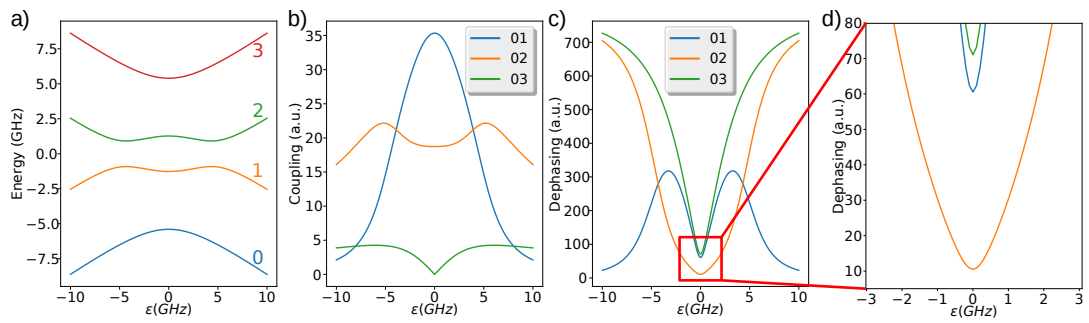 a)
Energy (GHz)
7.5
5.0
2.5
0.0
−2.5
−5.0
−7.5
3
2
1
0
−10 −5 0 5 10
ε(GHz)
b)
Coupling (a.u.)
35
30
25
20
15
10
5
0
01
02
03
−10 −5 0 5 10
ε(GHz)
c)
Dephasing (a.u.)
700
600
500
400
300
200
100
0
01
02
03
−10 −5 0 5 10
ε(GHz)
d)
Dephasing (a.u.)
80
70
60
50
40
30
20
10
−3 −2 −1 0 1 2 3
ε(GHz)